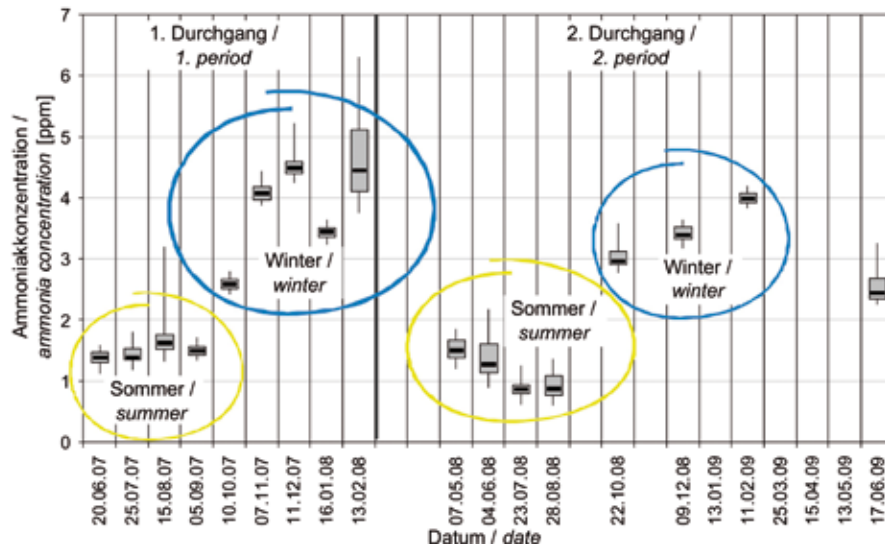 7
6
5
4
3
2
1
0
Ammoniakkonzentration /
ammonia concentration [ppm]
1. Durchgang /
1. period
2. Durchgang /
2. period
Winter /
winter
Sommer /
summer
Sommer /
summer
Winter /
winter
20.06.07
25.07.07
15.08.07
05.09.07
10.10.07
07.11.07
11.12.07
16.01.08
13.02.08
07.05.08
04.06.08
23.07.08
28.08.08
22.10.08
09.12.08
13.01.09
11.02.09
25.03.09
15.04.09
13.05.09
17.06.09
Datum / date